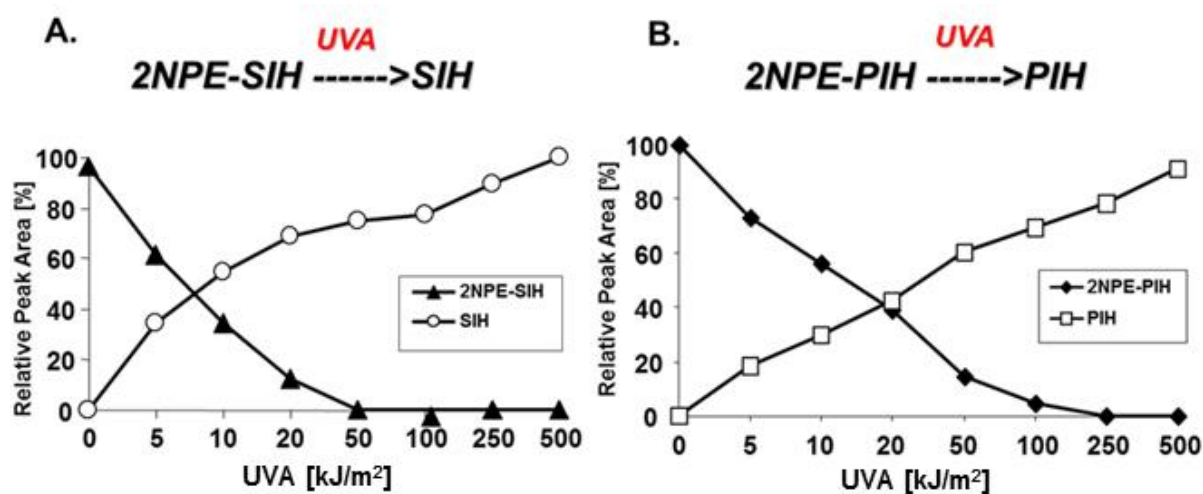 A.
UVA
2NPE-SIH ------>SIH
Relative Peak Area [%]
100
80
60
40
20
0
2NPE-SIH
SIH
0 5 10 20 50 100 250 500
UVA [kJ/m²]
B.
UVA
2NPE-PIH ------>PIH
Relative Peak Area [%]
100
80
60
40
20
0
2NPE-PIH
PIH
0 5 10 20 50 100 250 500
UVA [kJ/m²]